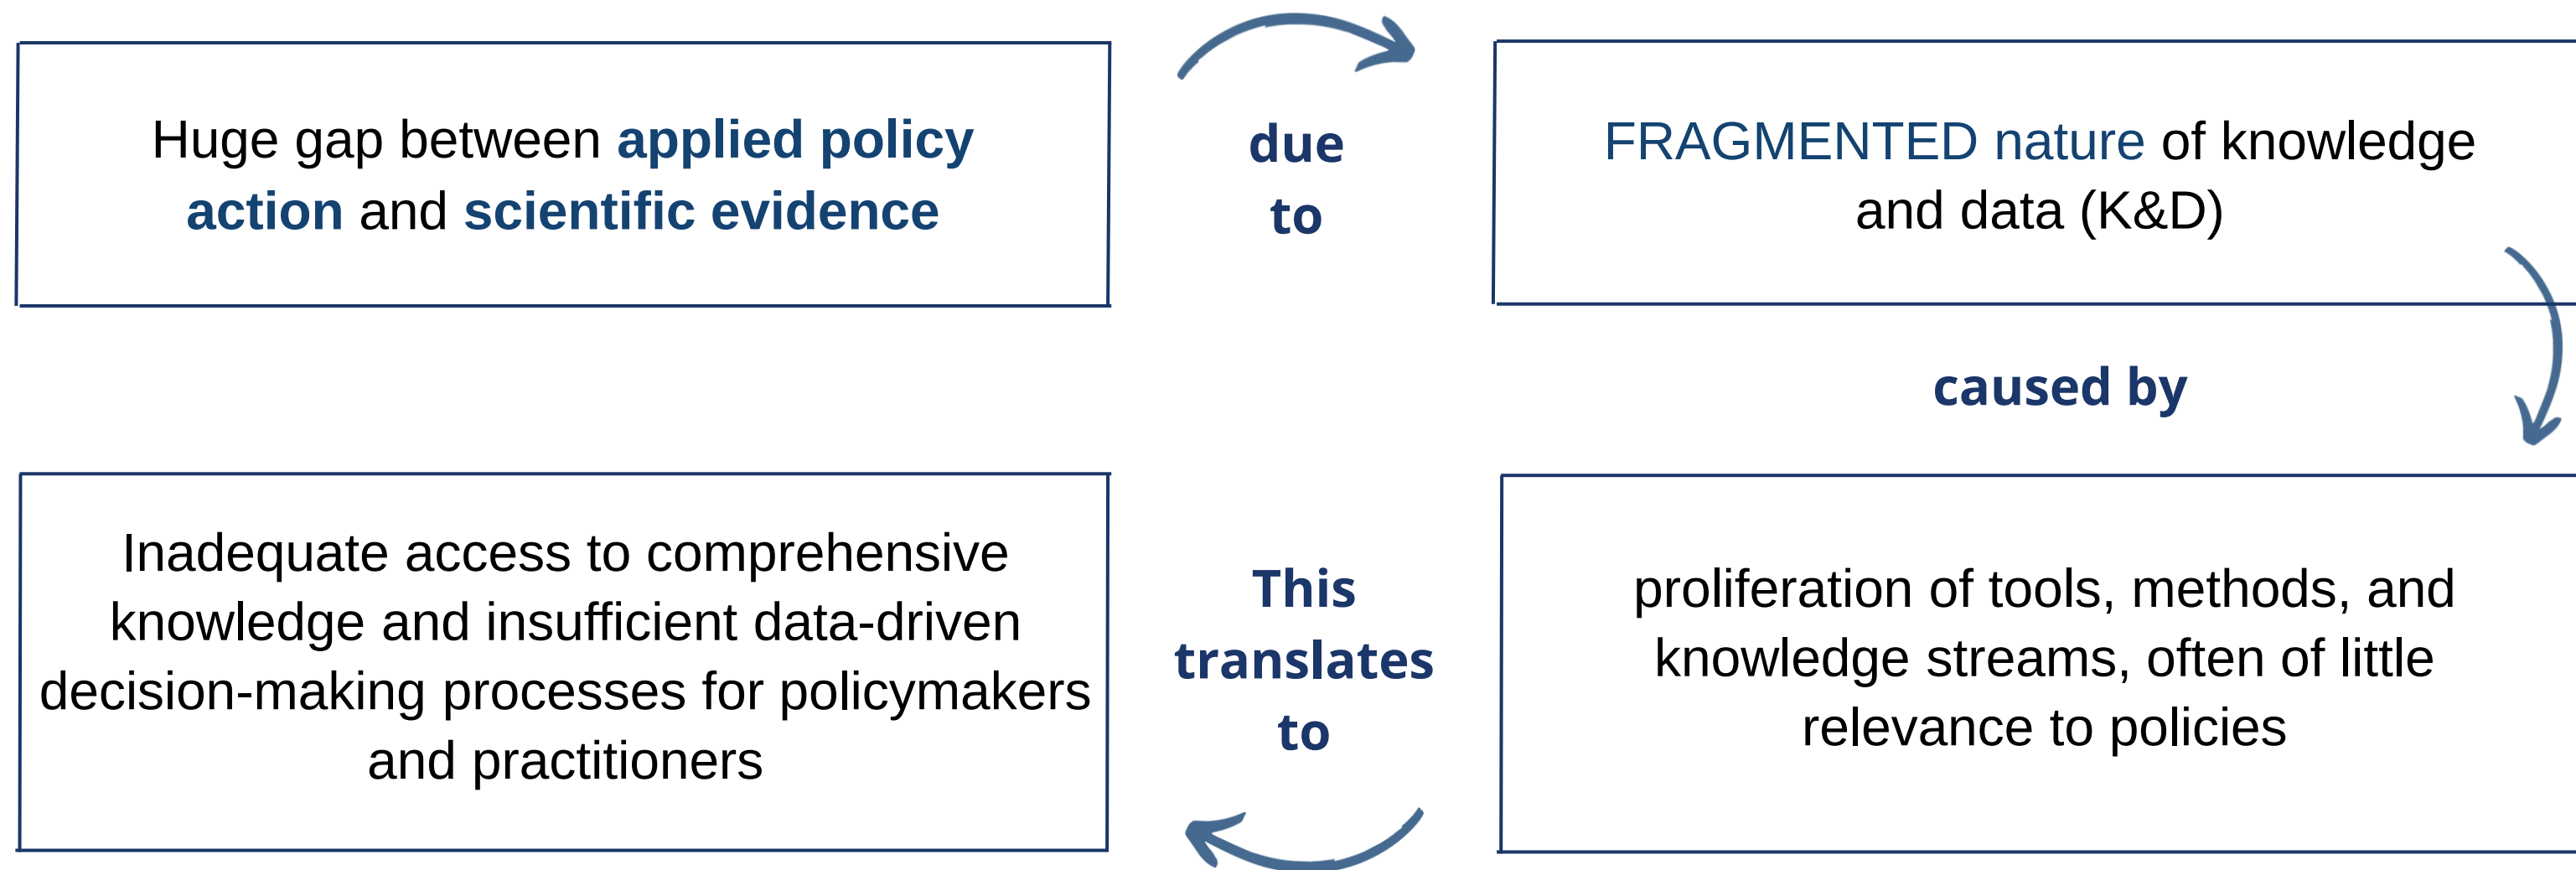 Huge gap between applied policy
action and scientific evidence
due
to
FRAGMENTED nature of knowledge
and data (K&D)
caused by
proliferation of tools, methods, and
knowledge streams, often of little
relevance to policies
This
translates
to
Inadequate access to comprehensive
knowledge and insufficient data-driven
decision-making processes for policymakers
and practitioners